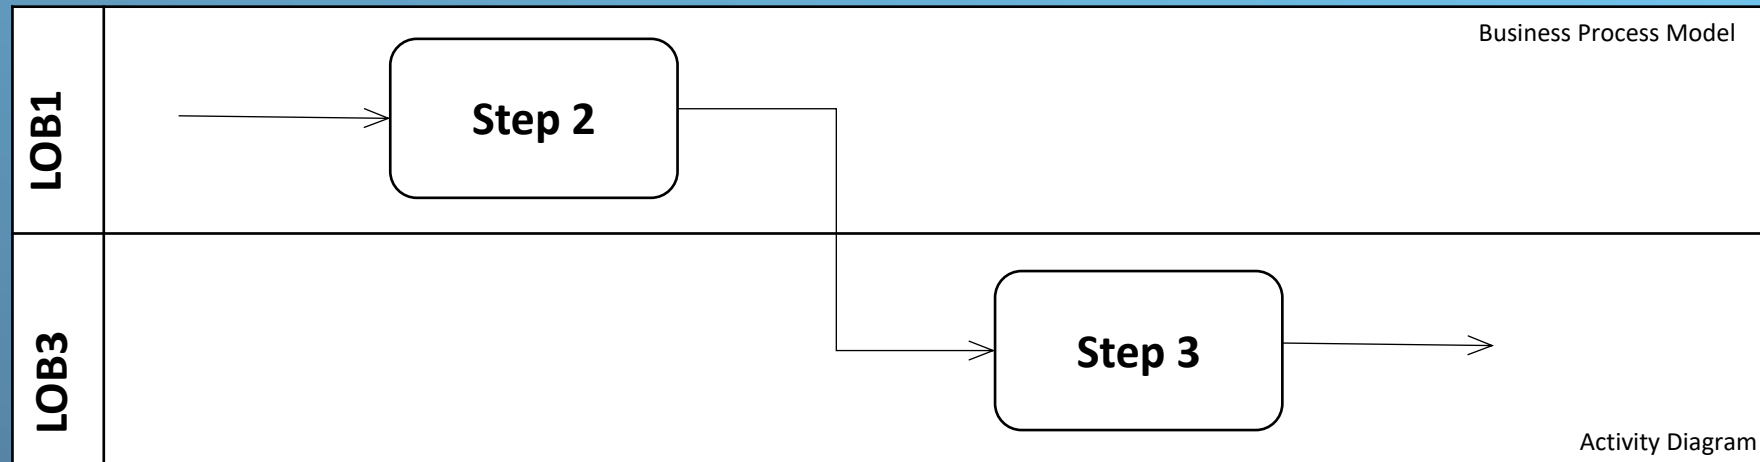 Business Process Model
LOB1
Step 2
LOB3
Step 3
Activity Diagram